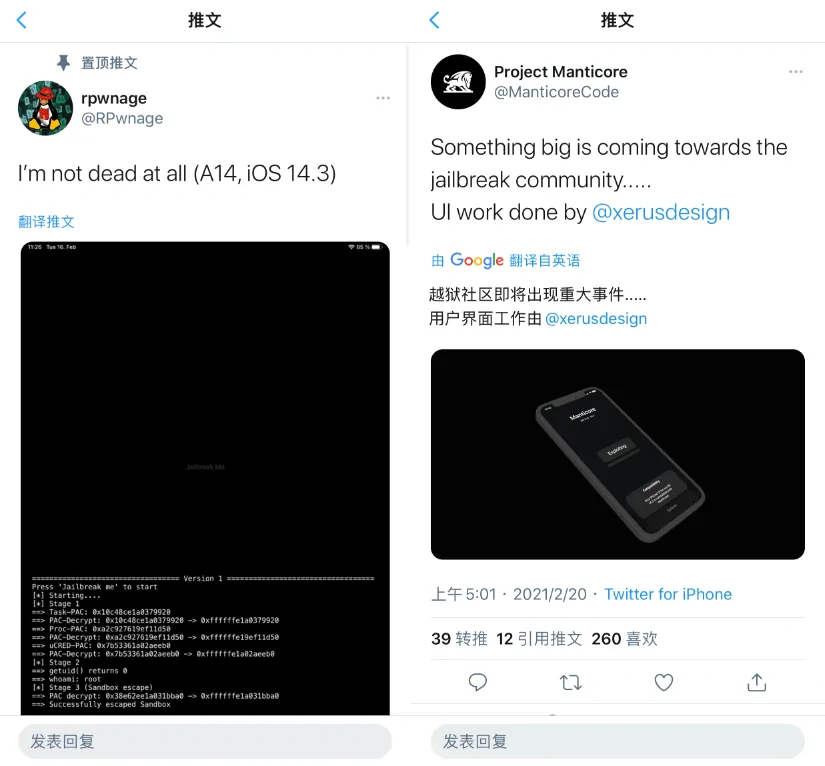 推文
置顶推文
rpwnage
@RPwnage
I'm not dead at all (A14, iOS 14.3)
翻译推文
11:26 Tue 16. Feb
85 %
Jailbreak Me
================================= Version 1 =================================
Press 'Jailbreak me' to start
[*] Starting....
[*] Stage 1
==> Task-PAC: 0x10c48ce1a0379920
==> PAC-Decrypt: 0x10c48ce1a0379920 -> 0xffffffe1a0379920
==> Proc-PAC: 0xa2c927619ef11d50
==> PAC-Decrypt: 0xa2c927619ef11d50 -> 0xffffffe19ef11d50
==> uCRED-PAC: 0x7b53361a02aeeb0
==> PAC-Decrypt: 0x7b53361a02aeeb0 -> 0xffffffe1a02aeeb0
[*] Stage 2
==> getuid() returns 0
==> whoami: root
[*] Stage 3 (Sandbox escape)
==> PAC decrypt: 0x38e62ee1a031bba0 -> 0xffffffe1a031bba0
==> Successfully escaped Sandbox
发表回复
推文
Project Manticore
@ManticoreCode
Something big is coming towards the
jailbreak community.....
UI work done by @xerusdesign
由 Google 翻译自英语
越狱社区即将出现重大事件.....
用户界面工作由 @xerusdesign
Manticore
Exploiting
Compatibility
上午 5:01 · 2021/2/20 · Twitter for iPhone
39 转推 12 引用推文 260 喜欢
发表回复